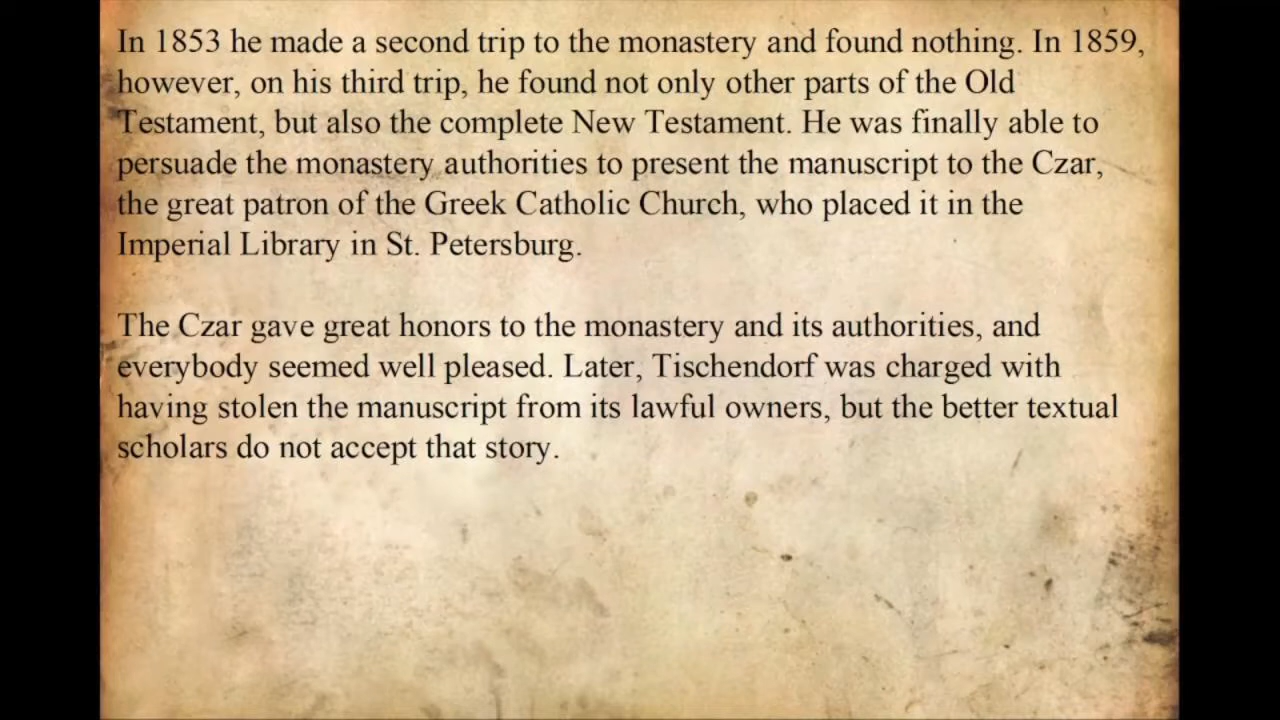 In 1853 he made a second trip to the monastery and found nothing. In 1859,
however, on his third trip, he found not only other parts of the Old
Testament, but also the complete New Testament. He was finally able to
persuade the monastery authorities to present the manuscript to the Czar,
the great patron of the Greek Catholic Church, who placed it in the
Imperial Library in St. Petersburg.
The Czar gave great honors to the monastery and its authorities, and
everybody seemed well pleased. Later, Tischendorf was charged with
having stolen the manuscript from its lawful owners, but the better textual
scholars do not accept that story.